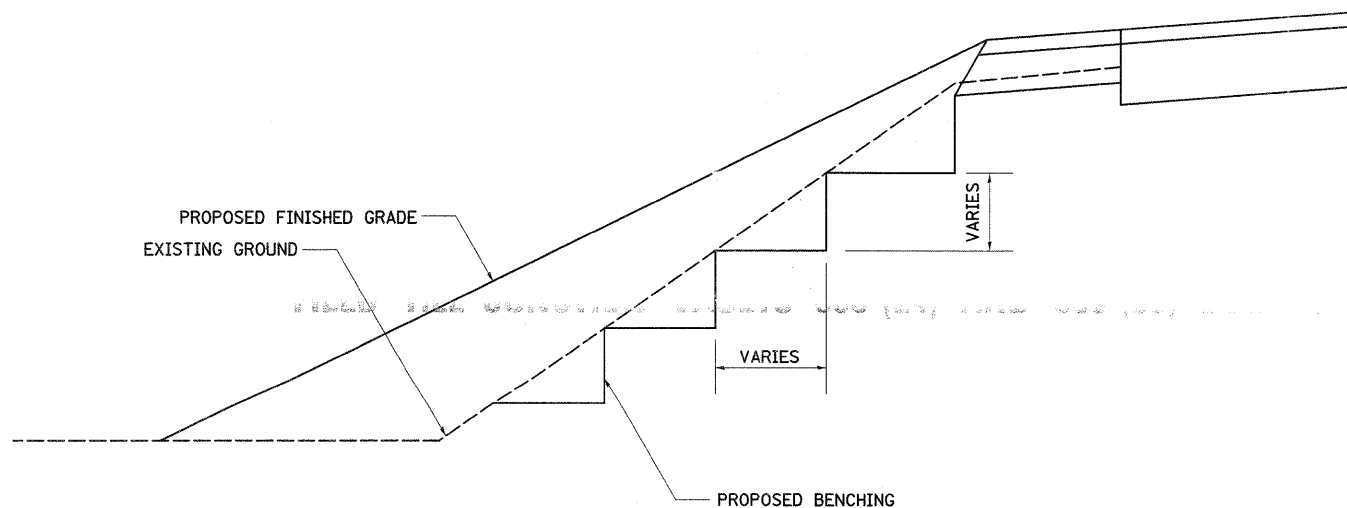 PROPOSED FINISHED GRADE
EXISTING GROUND
VARIES
VARIES
PROPOSED BENCHING